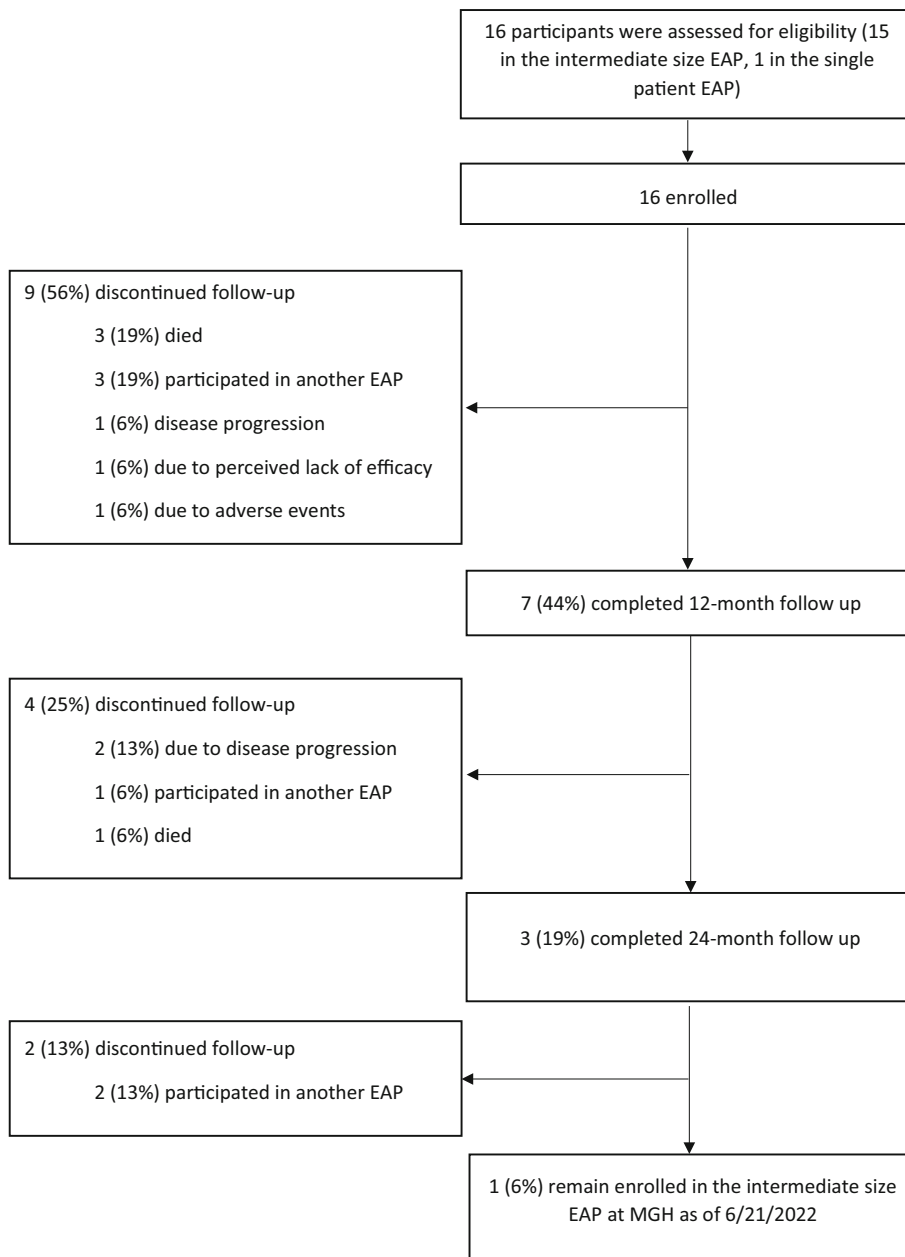 16 participants were assessed for eligibility (15
in the intermediate size EAP, 1 in the single
patient EAP)
16 enrolled
9 (56%) discontinued follow-up
3 (19%) died
3 (19%) participated in another EAP
1 (6%) disease progression
1 (6%) due to perceived lack of efficacy
1 (6%) due to adverse events
7 (44%) completed 12-month follow up
4 (25%) discontinued follow-up
2 (13%) due to disease progression
1 (6%) participated in another EAP
1 (6%) died
3 (19%) completed 24-month follow up
2 (13%) discontinued follow-up
2 (13%) participated in another EAP
1 (6%) remain enrolled in the intermediate size
EAP at MGH as of 6/21/2022